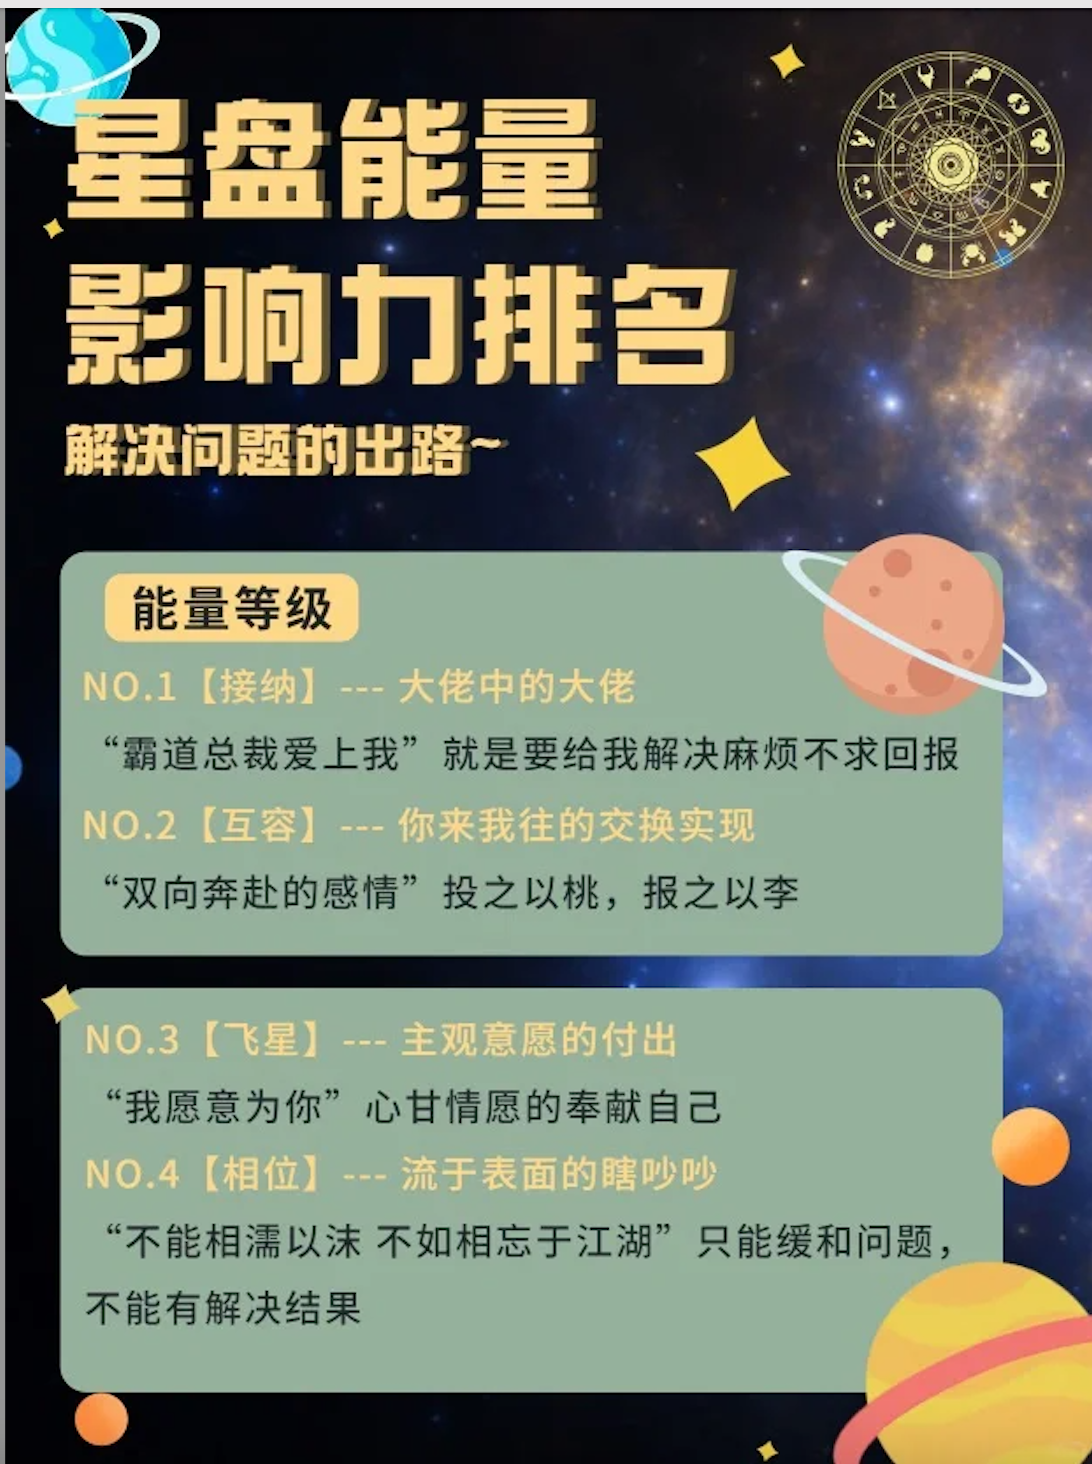 星盘能量
影响力排名
解决问题的出路~
能量等级
NO.1【接纳】--- 大佬中的大佬
“霸道总裁爱上我”就是要给我解决麻烦不求回报
NO.2【互容】--- 你来我往的交换实现
“双向奔赴的感情”投之以桃，报之以李
NO.3【飞星】--- 主观意愿的付出
“我愿意为你”心甘情愿的奉献自己
NO.4【相位】--- 流于表面的瞎吵吵
“不能相濡以沫 不如相忘于江湖”只能缓和问题，
不能有解决结果